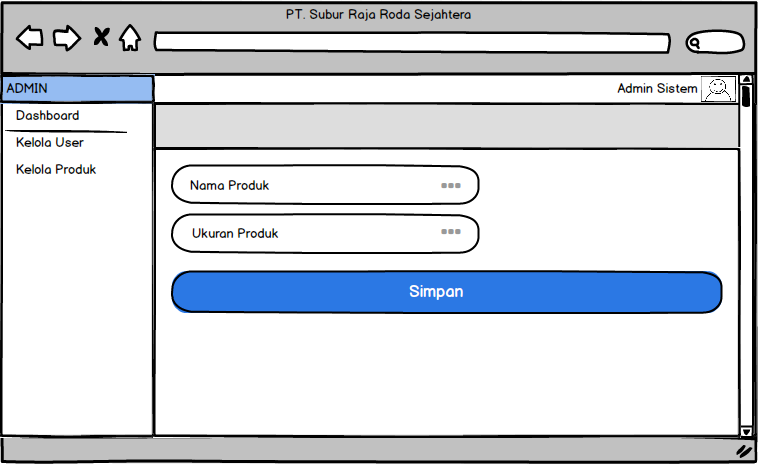 PT. Subur Raja Roda Sejahtera
ADMIN
Admin Sistem
Dashboard
Kelola User
Kelola Produk
Nama Produk
Ukuran Produk
Simpan